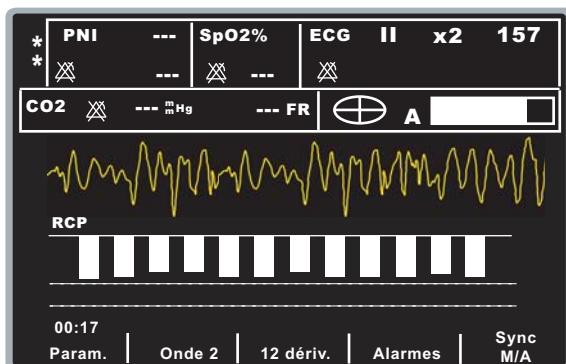 * PNI --- SpO2% ECG II x2 157
* --- ---
CO2 --- mmHg --- FR A
RCP
00:17
Param. Onde 2 12 dériv. Alarmes Sync M/A